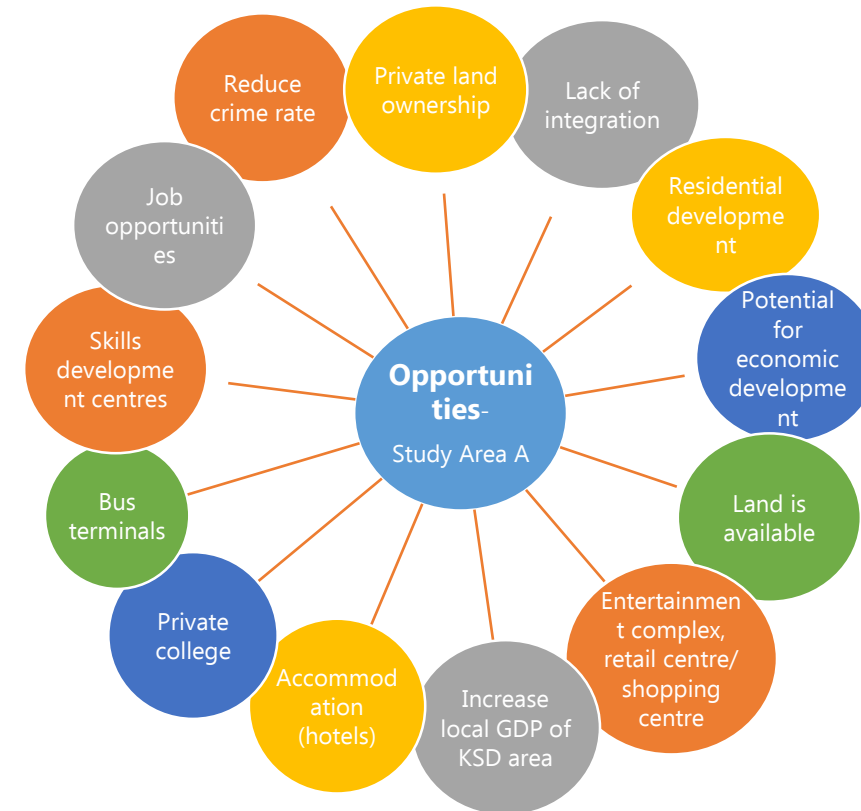 Private land
ownership
Lack of
integration
Residential
developme
nt
Potential
for
economic
developme
nt
Land is
available
Entertainmen
t complex,
retail centre/
shopping
centre
Increase
local GDP of
KSD area
Accommod
ation
(hotels)
Private
college
Bus
terminals
Skills
developme
nt centres
Job
opportuniti
es
Reduce
crime rate
Opportuni
ties-
Study Area A